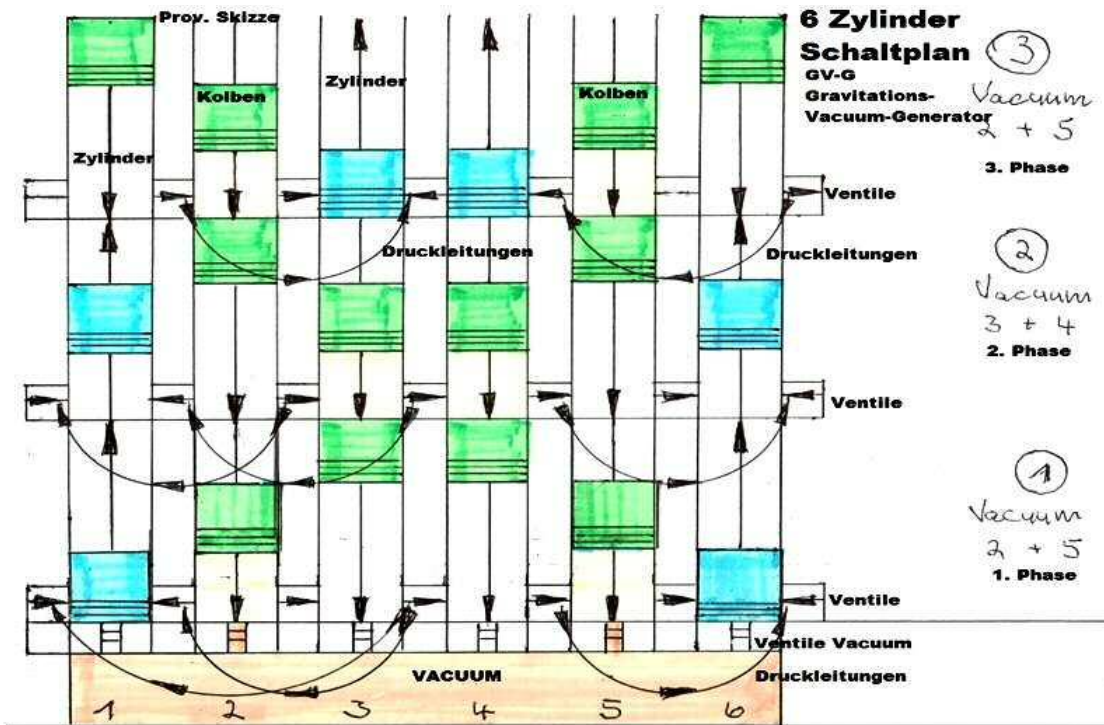 Prov. Skizze
6 Zylinder
Schaltplan
GV-G
Gravitations-
Vacuum-Generator
3
Vacuum
2 + 5
3. Phase
Zylinder
Kolben
Kolben
Zylinder
Ventile
Druckleitungen
Druckleitungen
2
Vacuum
3 + 4
2. Phase
Ventile
1
Vacuum
2 + 5
1. Phase
Ventile
Ventile Vacuum
VACUUM
Druckleitungen
1 2 3 4 5 6